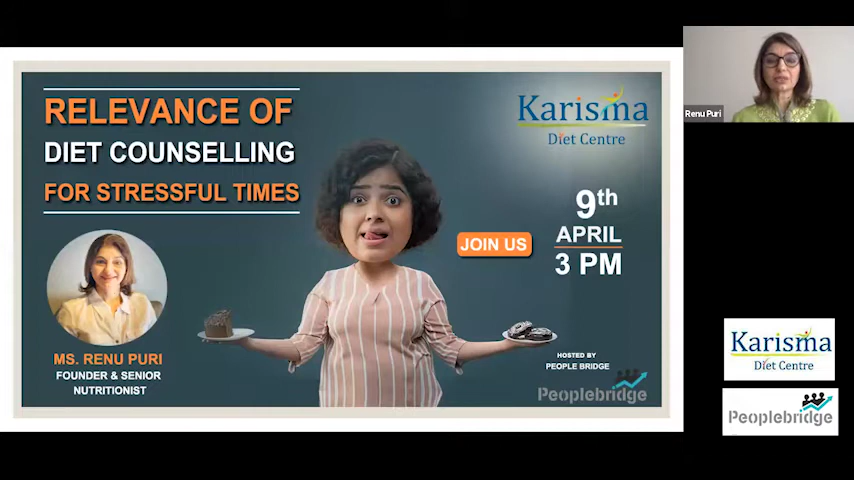 RELEVANCE OF
DIET COUNSELLING
FOR STRESSFUL TIMES
MS. RENU PURI
FOUNDER & SENIOR
NUTRITIONIST
Karisma
Diet Centre
9th
APRIL
3 PM
JOIN US
HOSTED BY
PEOPLE BRIDGE
Peoplebridge
Renu Puri
Karisma
Diet Centre
Peoplebridge